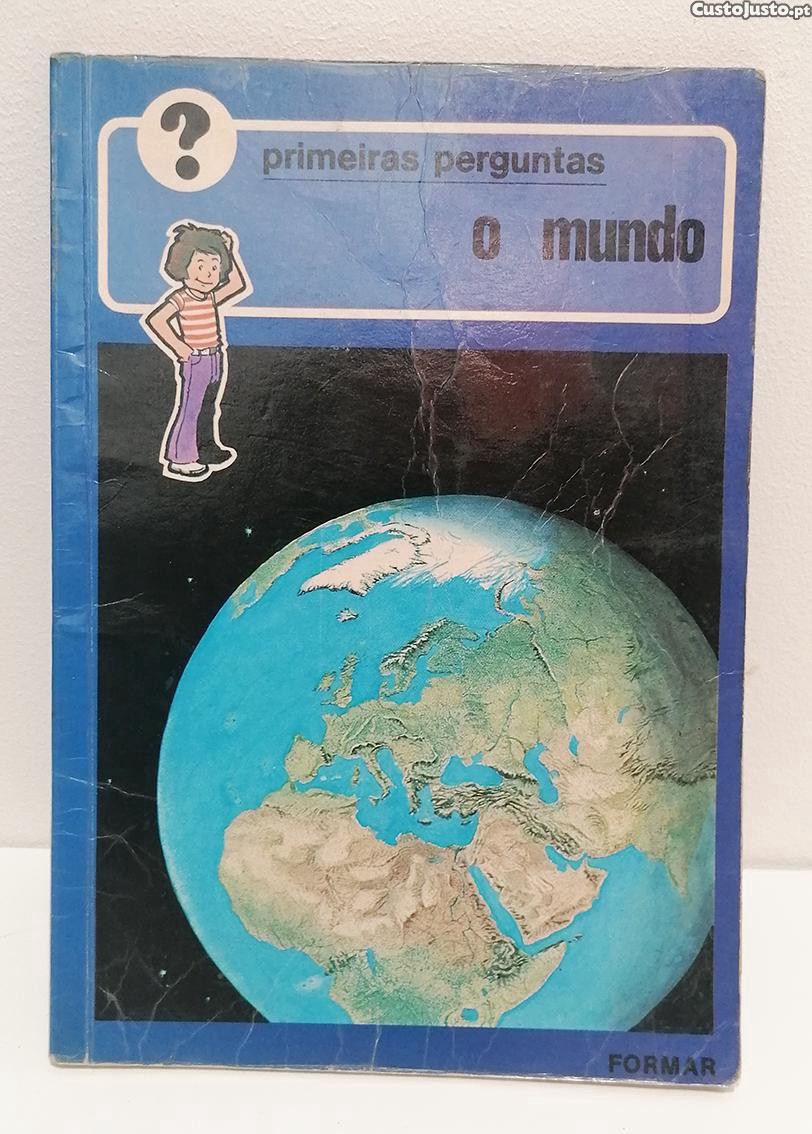 CustoJusto.pt
?
primeiras perguntas
o mundo
FORMAR